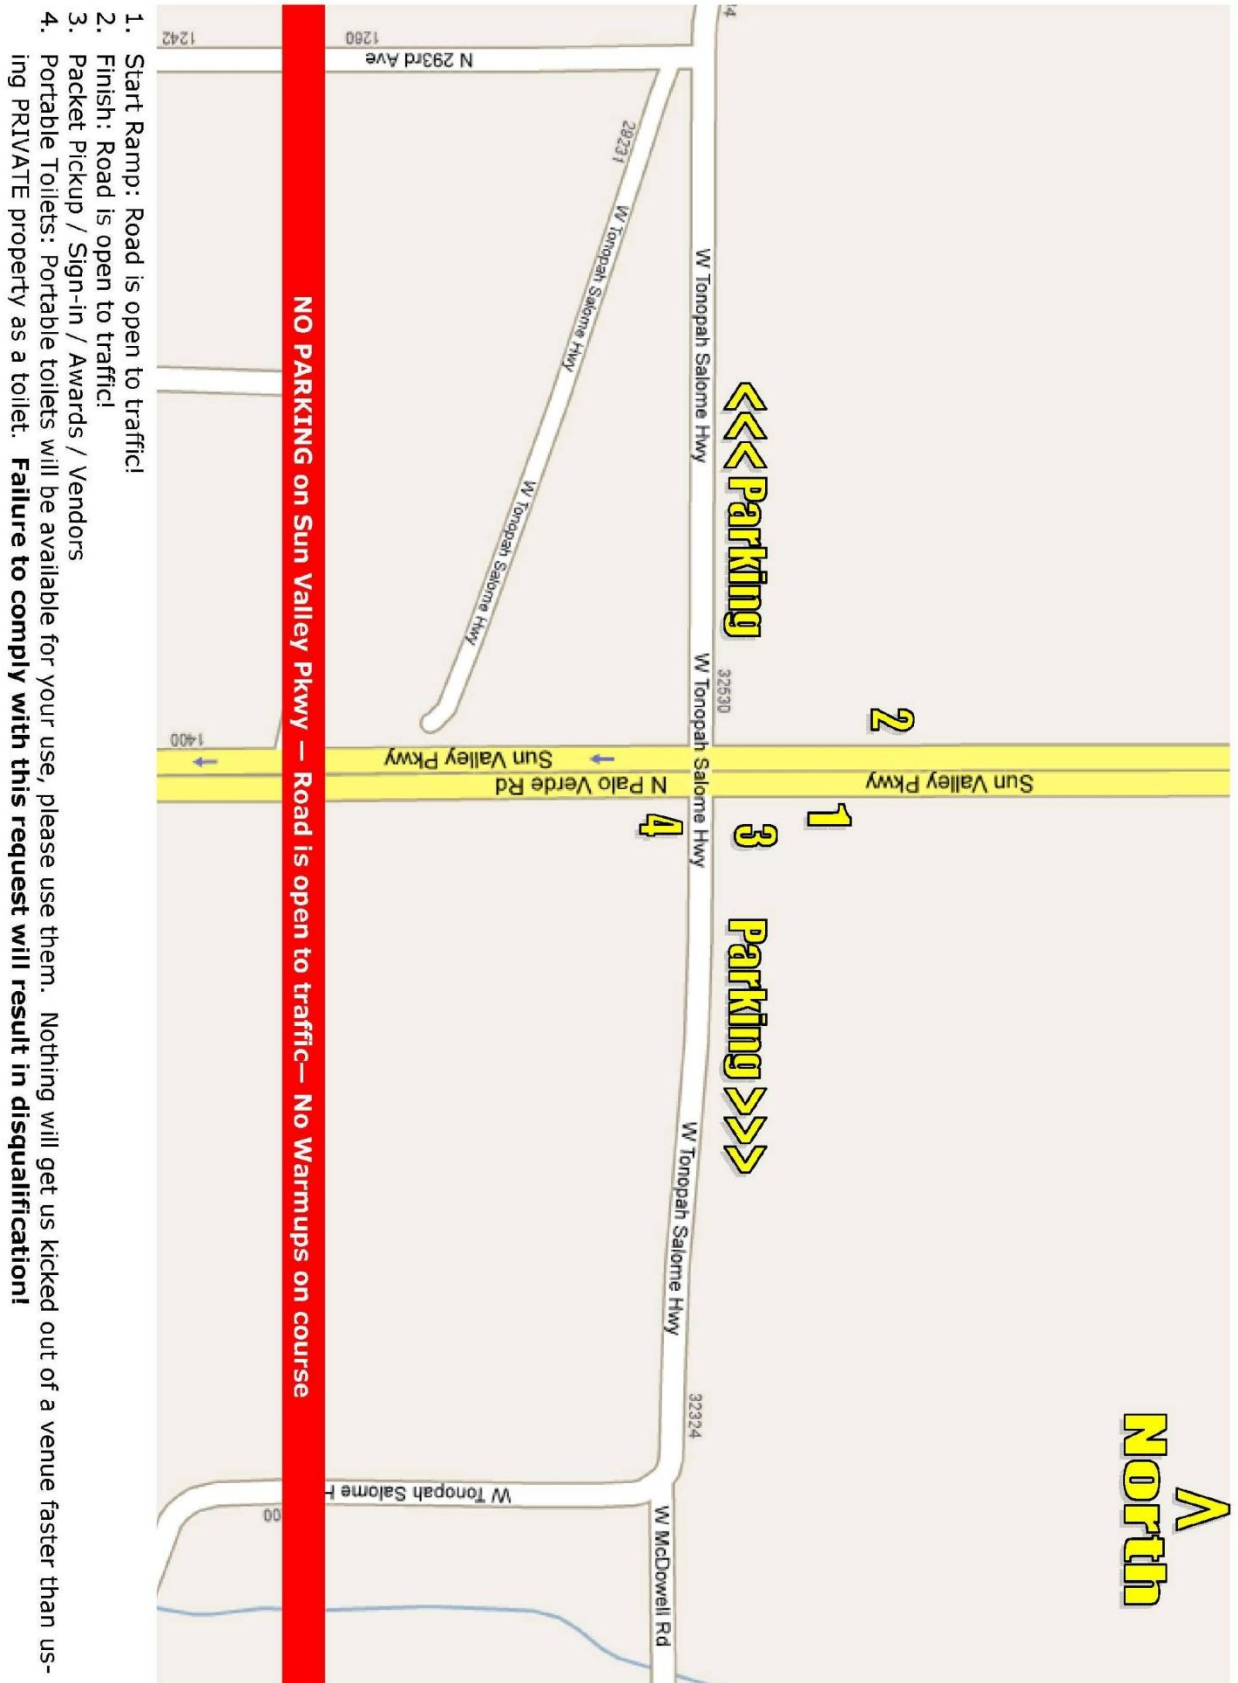 ^
North
Sun Valley Pkwy
2
1
<<< Parking
3
Parking >>>
32530
W Tonopah Salome Hwy
W Tonopah Salome Hwy
W Tonopah Salome Hwy
32324
4
N 293rd Ave
28231
W Tonopah Salome Hwy
W Tonopah Salome Hwy
Sun Valley Pkwy
N Palo Verde Rd
W McDowell Rd
W Tonopah Salome H
1260
NO PARKING on Sun Valley Pkwy — Road is open to traffic— No Warmups on course
00
1242
1400
1. Start Ramp: Road is open to traffic!
2. Finish: Road is open to traffic!
3. Packet Pickup / Sign-in / Awards / Vendors
4. Portable Toilets: Portable toilets will be available for your use, please use them. Nothing will get us kicked out of a venue faster than us-
ing PRIVATE property as a toilet. Failure to comply with this request will result in disqualification!